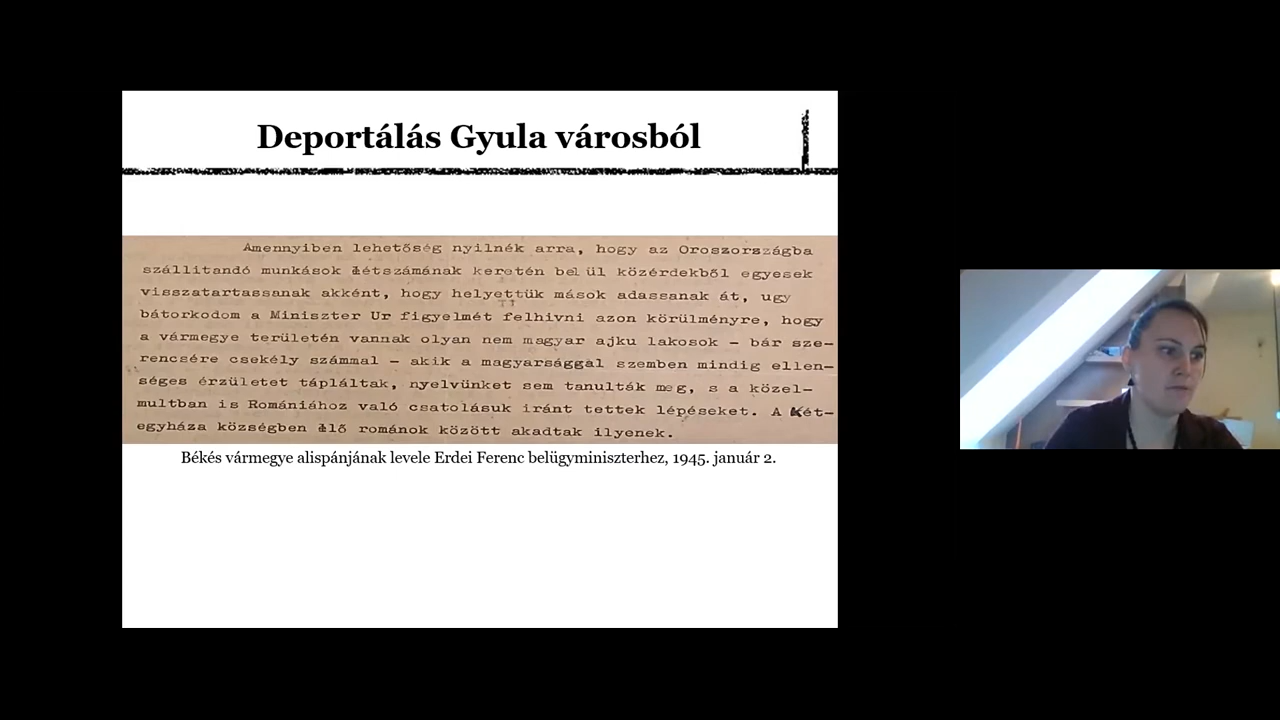 Deportálás Gyula városból
Amennyiben lehetőség nyilnék arra, hogy az Oroszországba
szállitandó munkások létszámának keretén belül közérdekből egyesek
visszatartassanak akként, hogy helyettük mások adassanak át, ugy
bátorkodom a Miniszter Ur figyelmét felhivni azon körülményre, hogy
a vármegye területén vannak olyan nem magyar ajku lakosok - bár sze-
rencsére csekély számmal - akik a magyarsággal szemben mindig ellen-
séges érzületet tápláltak, nyelvünket sem tanulták meg, s a közel-
multban is Romániához való csatolásuk iránt tettek lépéseket. A Két-
egyháza községben élő románok között akadtak ilyenek.
Békés vármegye alispánjának levele Erdei Ferenc belügyminiszterhez, 1945. január 2.